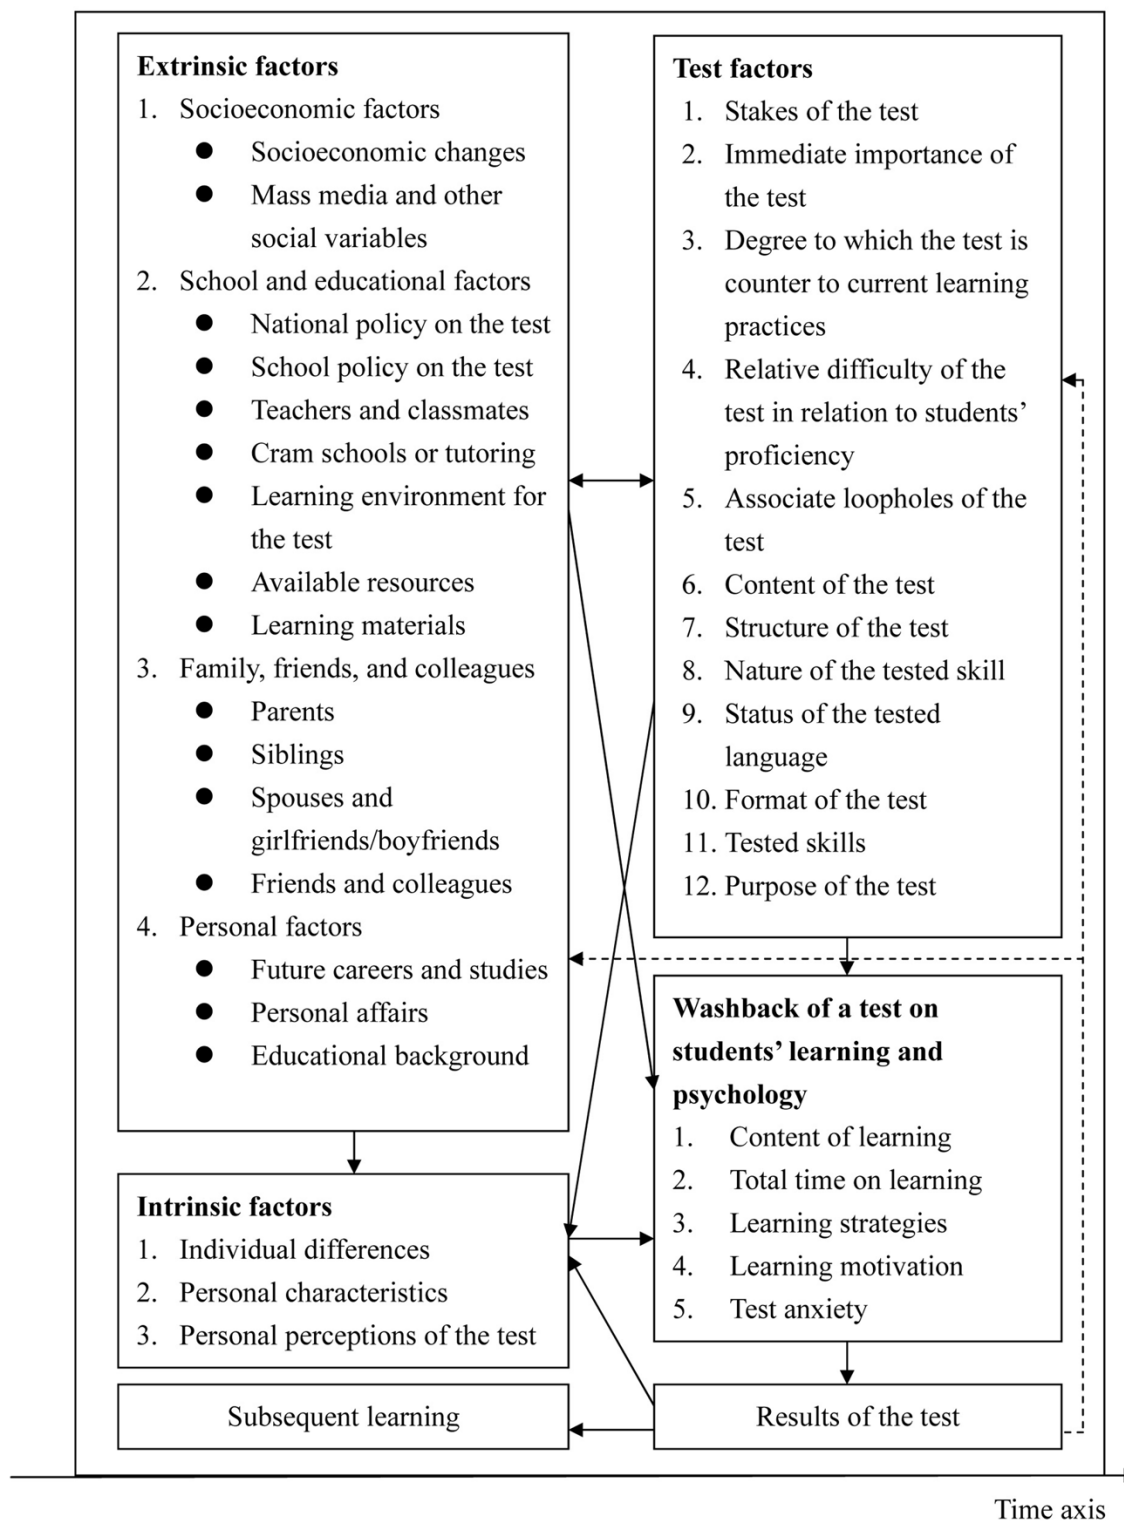 Extrinsic factors
1. Socioeconomic factors
● Socioeconomic changes
● Mass media and other
social variables
2. School and educational factors
● National policy on the test
● School policy on the test
● Teachers and classmates
● Cram schools or tutoring
● Learning environment for
the test
● Available resources
● Learning materials
3. Family, friends, and colleagues
● Parents
● Siblings
● Spouses and
girlfriends/boyfriends
● Friends and colleagues
4. Personal factors
● Future careers and studies
● Personal affairs
● Educational background
Test factors
1. Stakes of the test
2. Immediate importance of
the test
3. Degree to which the test is
counter to current learning
practices
4. Relative difficulty of the
test in relation to students’
proficiency
5. Associate loopholes of the
test
6. Content of the test
7. Structure of the test
8. Nature of the tested skill
9. Status of the tested
language
10. Format of the test
11. Tested skills
12. Purpose of the test
Intrinsic factors
1. Individual differences
2. Personal characteristics
3. Personal perceptions of the test
Washback of a test on
students’ learning and
psychology
1. Content of learning
2. Total time on learning
3. Learning strategies
4. Learning motivation
5. Test anxiety
Subsequent learning
Results of the test
Time axis